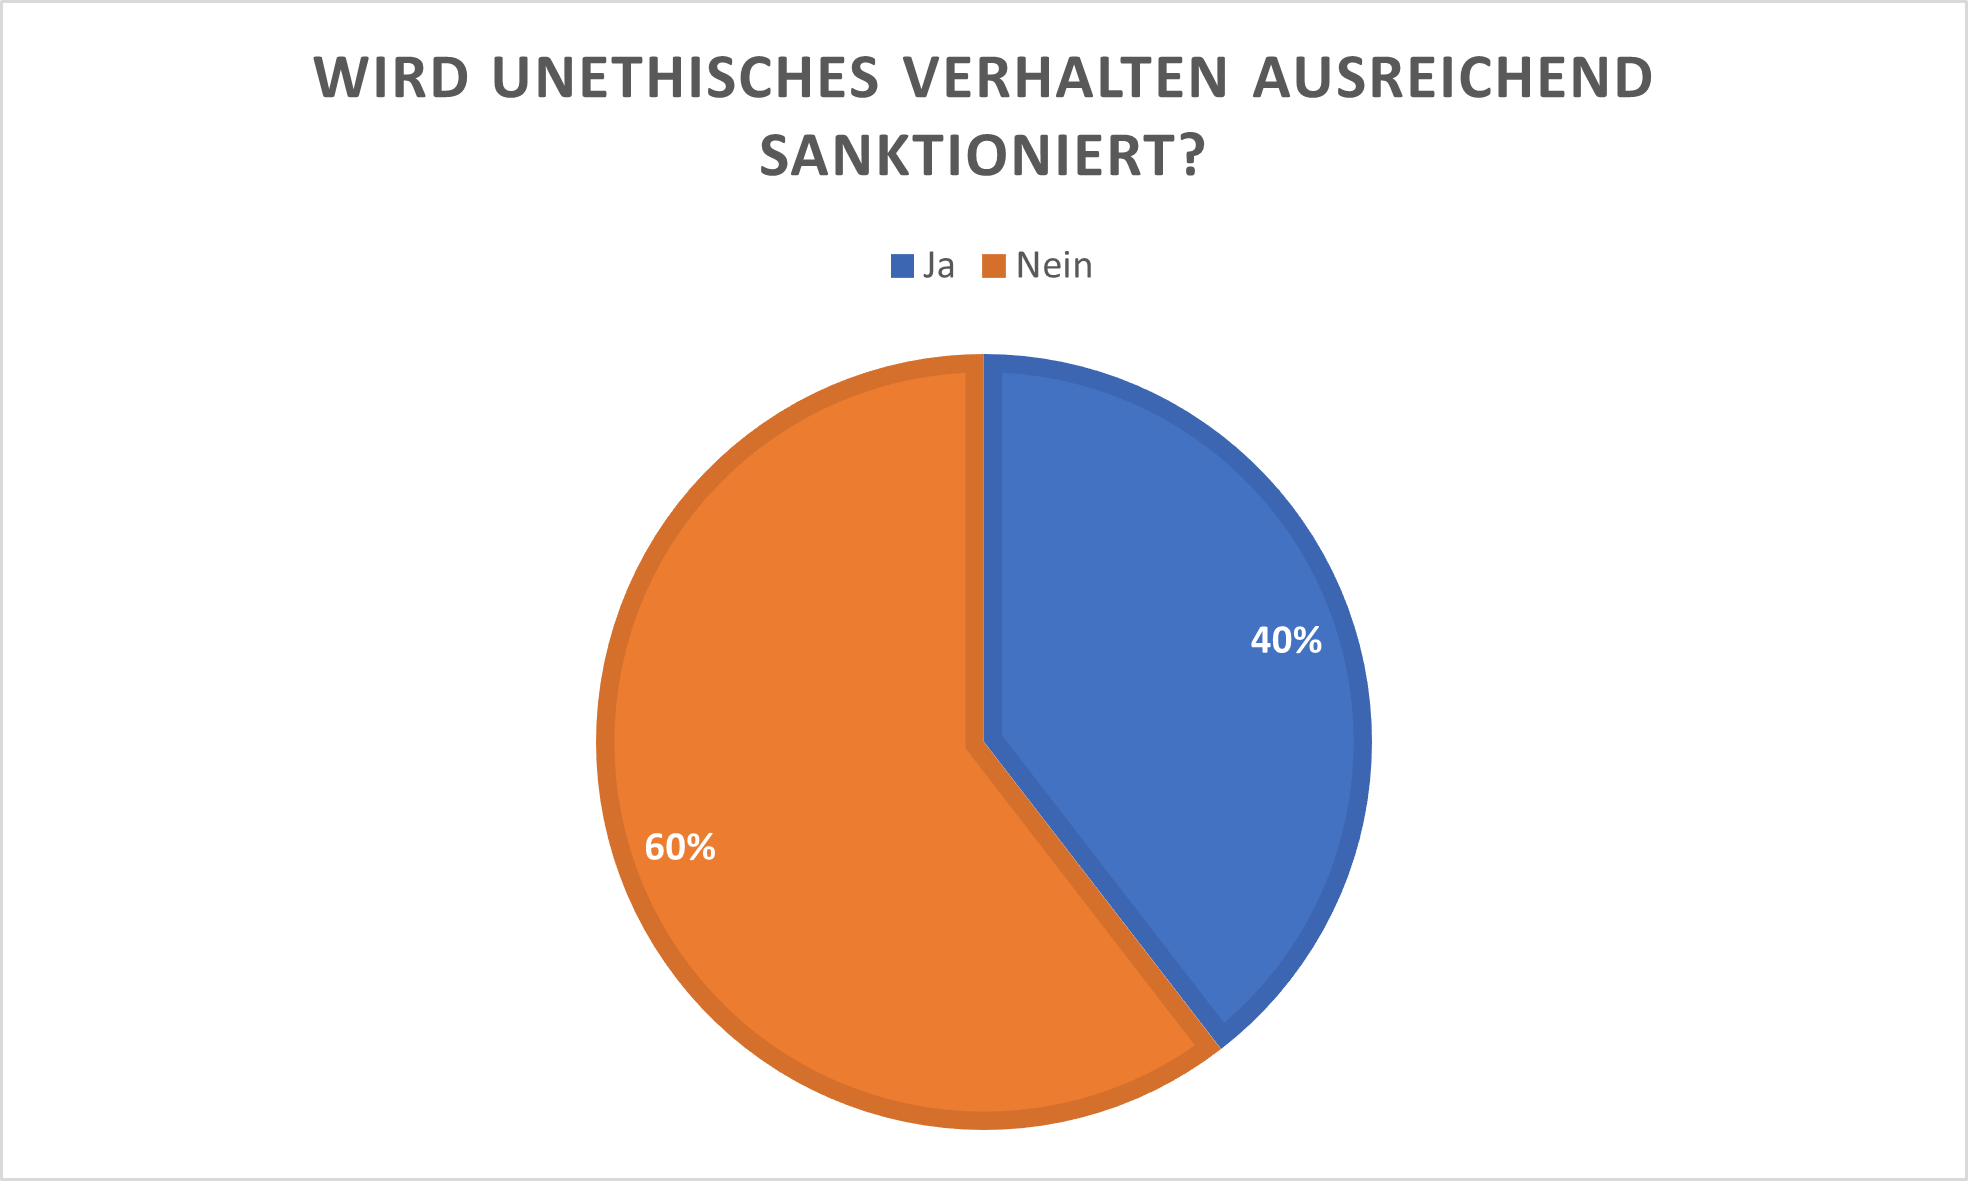 WIRD UNETHISCHES VERHALTEN AUSREICHEND
SANKTIONIERT?
Ja Nein
40%
60%